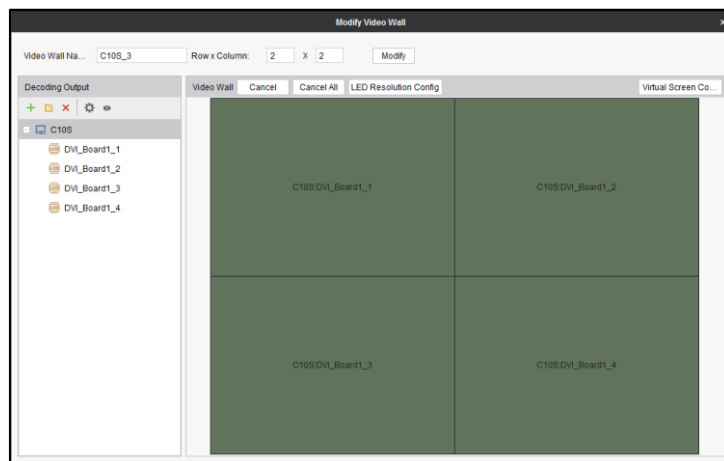 Modify Video Wall
Video Wall Na... C10S_3 Row x Column: 2 X 2 Modify
Decoding Output
Video Wall Cancel Cancel All LED Resolution Config Virtual Screen Co...
C10S
DVI_Board1_1
DVI_Board1_2
DVI_Board1_3
DVI_Board1_4
C10S:DVI_Board1_1 C10S:DVI_Board1_2
C10S:DVI_Board1_3 C10S:DVI_Board1_4